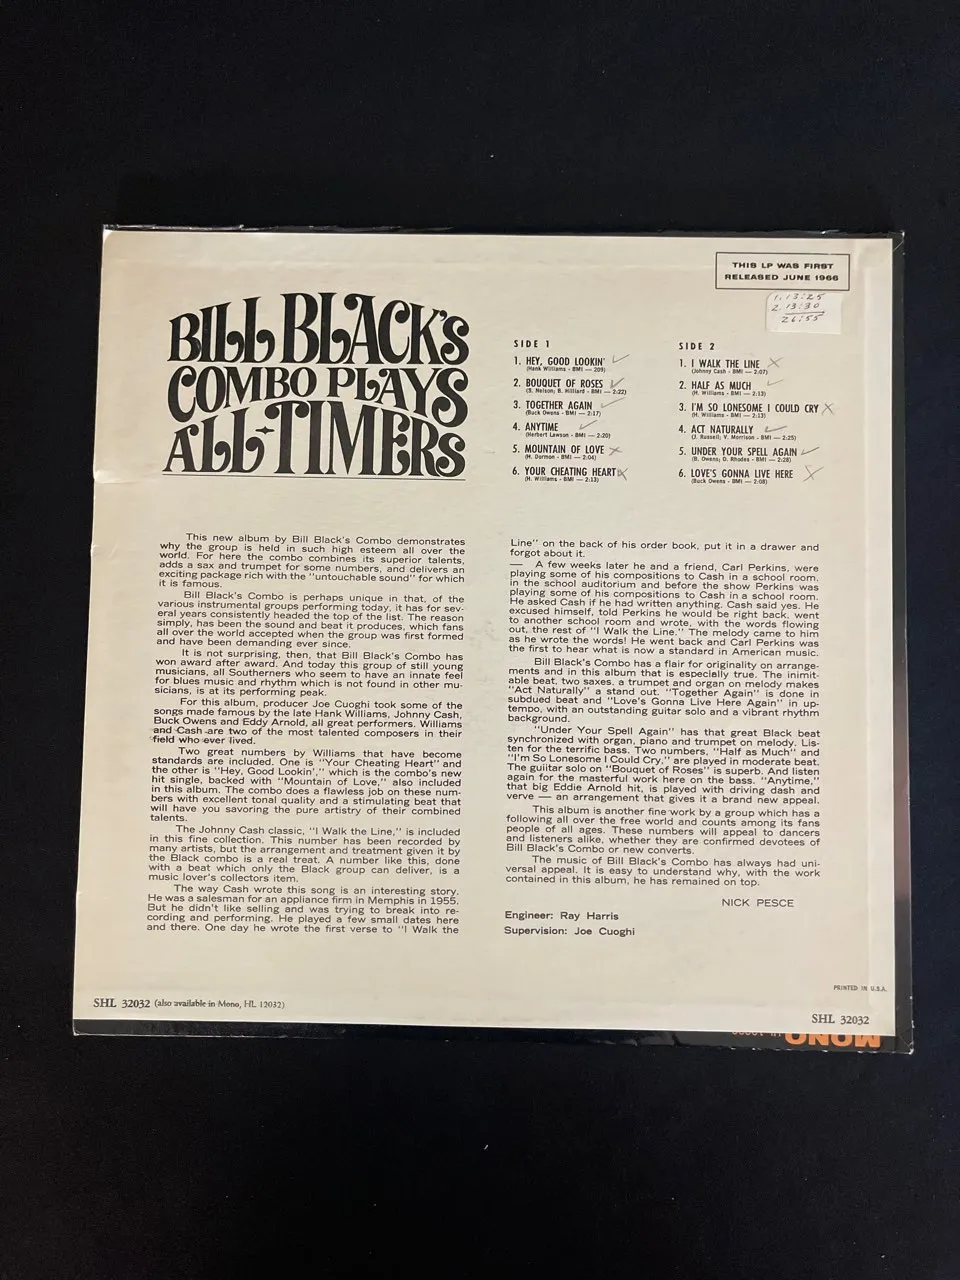 THIS LP WAS FIRST
RELEASED JUNE 1966
1. 13:25
2. 13:30
26:55
BILL BLACK'S
COMBO PLAYS
ALL-TIMERS
SIDE 1
1. HEY, GOOD LOOKIN'
(Hank Williams - BMI — 209)
2. BOUQUET OF ROSES
(S. Nelson; B. Hilliard - BMI — 2:22)
3. TOGETHER AGAIN
(Buck Owens - BMI — 2:17)
4. ANYTIME
(Herbert Lawson - BMI — 2:20)
5. MOUNTAIN OF LOVE
(H. Dormon - BMI — 2:04)
6. YOUR CHEATING HEART
(H. Williams - BMI — 2:13)
SIDE 2
1. I WALK THE LINE
(Johnny Cash - BMI — 2:07)
2. HALF AS MUCH
(H. Williams - BMI — 2:13)
3. I'M SO LONESOME I COULD CRY
(H. Williams - BMI — 2:13)
4. ACT NATURALLY
(J. Russell; V. Morrison - BMI — 2:25)
5. UNDER YOUR SPELL AGAIN
(B. Owens; D. Rhodes - BMI — 2:28)
6. LOVE'S GONNA LIVE HERE
(Buck Owens - BMI — 2:08)
This new album by Bill Black's Combo demonstrates
why the group is held in such high esteem all over the
world. For here the combo combines its superior talents,
adds a sax and trumpet for some numbers, and delivers an
exciting package rich with the "untouchable sound" for which
it is famous.
Bill Black's Combo is perhaps unique in that, of the
various instrumental groups performing today, it has for sev-
eral years consistently headed the top of the list. The reason
simply, has been the sound and beat it produces, which fans
all over the world accepted when the group was first formed
and have been demanding ever since.
It is not surprising, then, that Bill Black's Combo has
won award after award. And today this group of still young
musicians, all Southerners who seem to have an innate feel
for blues music and rhythm which is not found in other mu-
sicians, is at its performing peak.
For this album, producer Joe Cuoghi took some of the
songs made famous by the late Hank Williams, Johnny Cash,
Buck Owens and Eddy Arnold, all great performers. Williams
and Cash are two of the most talented composers in their
field who ever lived.
Two great numbers by Williams that have become
standards are included. One is "Your Cheating Heart" and
the other is "Hey, Good Lookin'," which is the combo's new
hit single, backed with "Mountain of Love," also included
in this album. The combo does a flawless job on these num-
bers with excellent tonal quality and a stimulating beat that
will have you savoring the pure artistry of their combined
talents.
The Johnny Cash classic, "I Walk the Line," is included
in this fine collection. This number has been recorded by
many artists, but the arrangement and treatment given it by
the Black combo is a real treat. A number like this, done
with a beat which only the Black group can deliver, is a
music lover's collectors item.
The way Cash wrote this song is an interesting story.
He was a salesman for an appliance firm in Memphis in 1955.
But he didn't like selling and was trying to break into re-
cording and performing. He played a few small dates here
and there. One day he wrote the first verse to "I Walk the
Line" on the back of his order book, put it in a drawer and
forgot about it.
— A few weeks later he and a friend, Carl Perkins, were
playing some of his compositions to Cash in a school room.
in the school auditorium and before the show Perkins was
playing some of his compositions to Cash in a school room.
He asked Cash if he had written anything. Cash said yes. He
excused himself, told Perkins he would be right back, went
to another school room and wrote, with the words flowing
out, the rest of "I Walk the Line." The melody came to him
as he wrote the words! He went back and Carl Perkins was
the first to hear what is now a standard in American music.
Bill Black's Combo has a flair for originality on arrange-
ments and in this album that is especially true. The inimit-
able beat, two saxes, a trumpet and organ on melody makes
"Act Naturally" a stand out. "Together Again" is done in
subdued beat and "Love's Gonna Live Here Again" in up-
tempo, with an outstanding guitar solo and a vibrant rhythm
background.
"Under Your Spell Again" has that great Black beat
synchronized with organ, piano and trumpet on melody. Lis-
ten for the terrific bass. Two numbers, "Half as Much" and
"I'm So Lonesome I Could Cry," are played in moderate beat.
The guiitar solo on "Bouquet of Roses" is superb. And listen
again for the masterful work here on the bass. "Anytime,"
that big Eddie Arnold hit, is played with driving dash and
verve — an arrangement that gives it a brand new appeal.
This album is another fine work by a group which has a
following all over the free world and counts among its fans
people of all ages. These numbers will appeal to dancers
and listeners alike, whether they are confirmed devotees of
Bill Black's Combo or new converts.
The music of Bill Black's Combo has always had uni-
versal appeal. It is easy to understand why, with the work
contained in this album, he has remained on top.
NICK PESCE
Engineer: Ray Harris
Supervision: Joe Cuoghi
PRINTED IN U.S.A.
SHL 32032 (also available in Mono, HL 12032)
SHL 32032
MONO